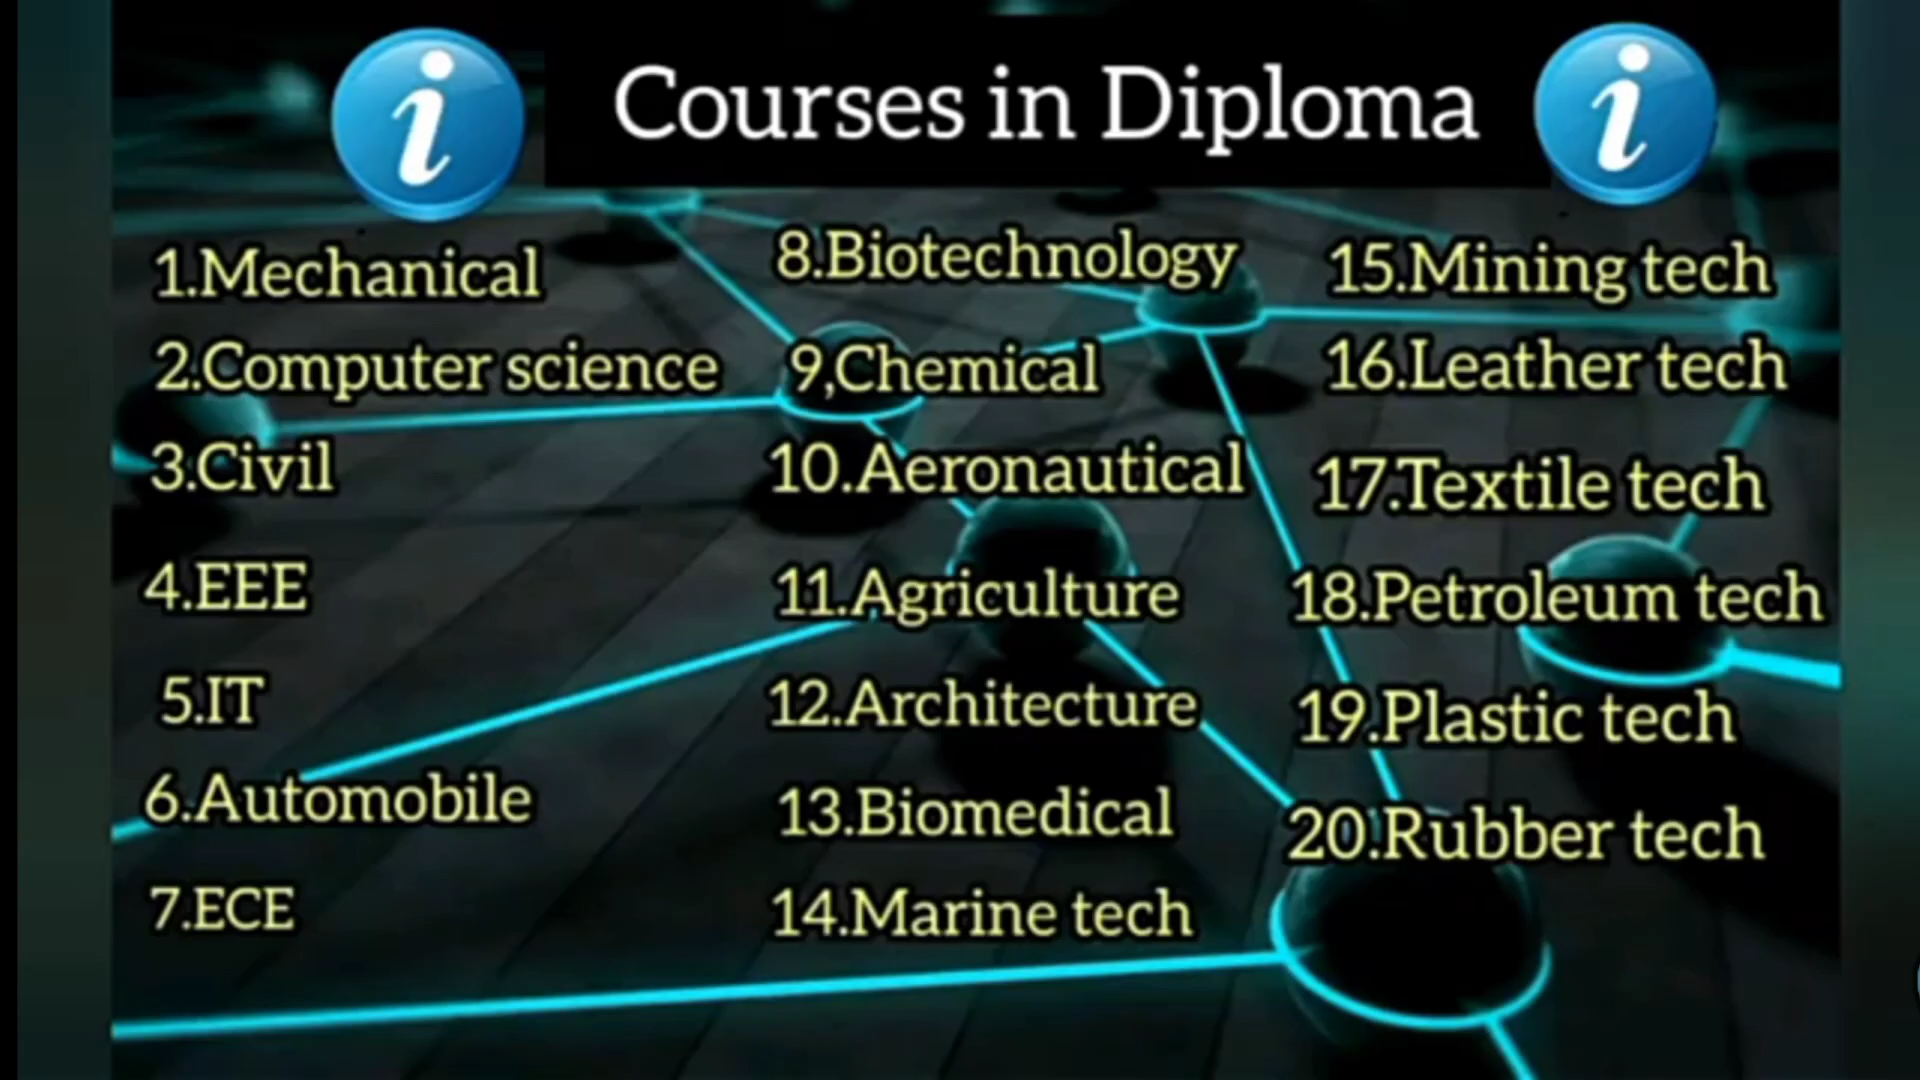 Courses in Diploma
1.Mechanical
2.Computer science
3.Civil
4.EEE
5.IT
6.Automobile
7.ECE
8.Biotechnology
9,Chemical
10.Aeronautical
11.Agriculture
12.Architecture
13.Biomedical
14.Marine tech
15.Mining tech
16.Leather tech
17.Textile tech
18.Petroleum tech
19.Plastic tech
20.Rubber tech